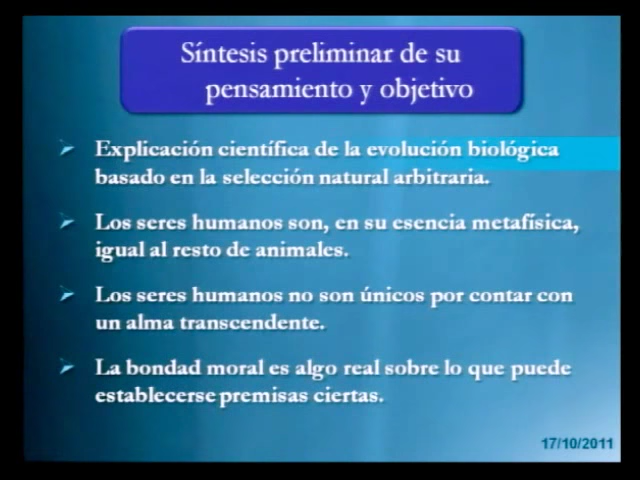 Síntesis preliminar de su
pensamiento y objetivo
Explicación científica de la evolución biológica
basado en la selección natural arbitraria.
Los seres humanos son, en su esencia metafísica,
igual al resto de animales.
Los seres humanos no son únicos por contar con
un alma transcendente.
La bondad moral es algo real sobre lo que puede
establecerse premisas ciertas.
17/10/2011